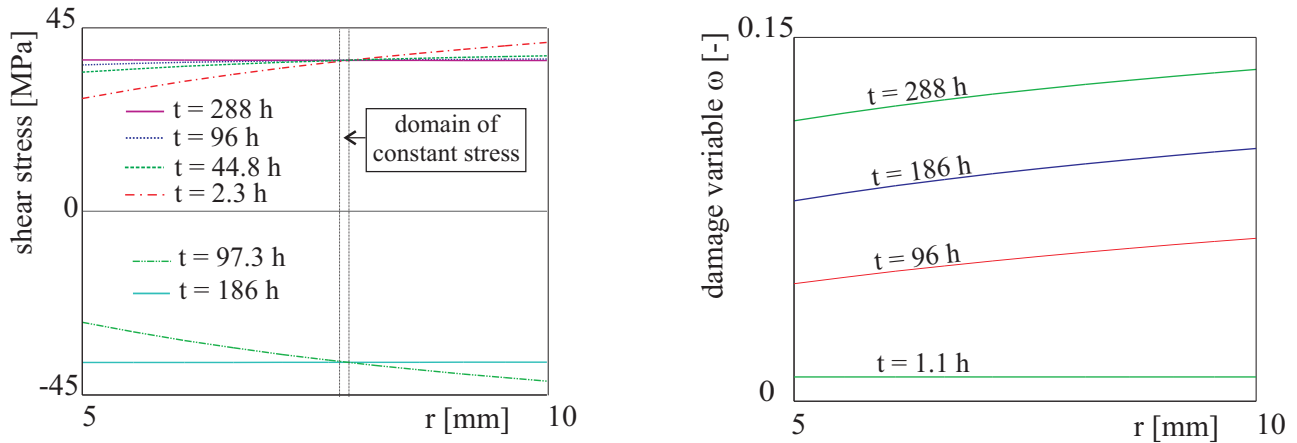 45
shear stress [MPa]
t = 288 h
t = 96 h
t = 44.8 h
t = 2.3 h
domain of
constant stress
0
t = 97.3 h
t = 186 h
-45
5
r [mm]
10
0.15
damage variable ω [-]
t = 288 h
t = 186 h
t = 96 h
t = 1.1 h
0
5
r [mm]
10